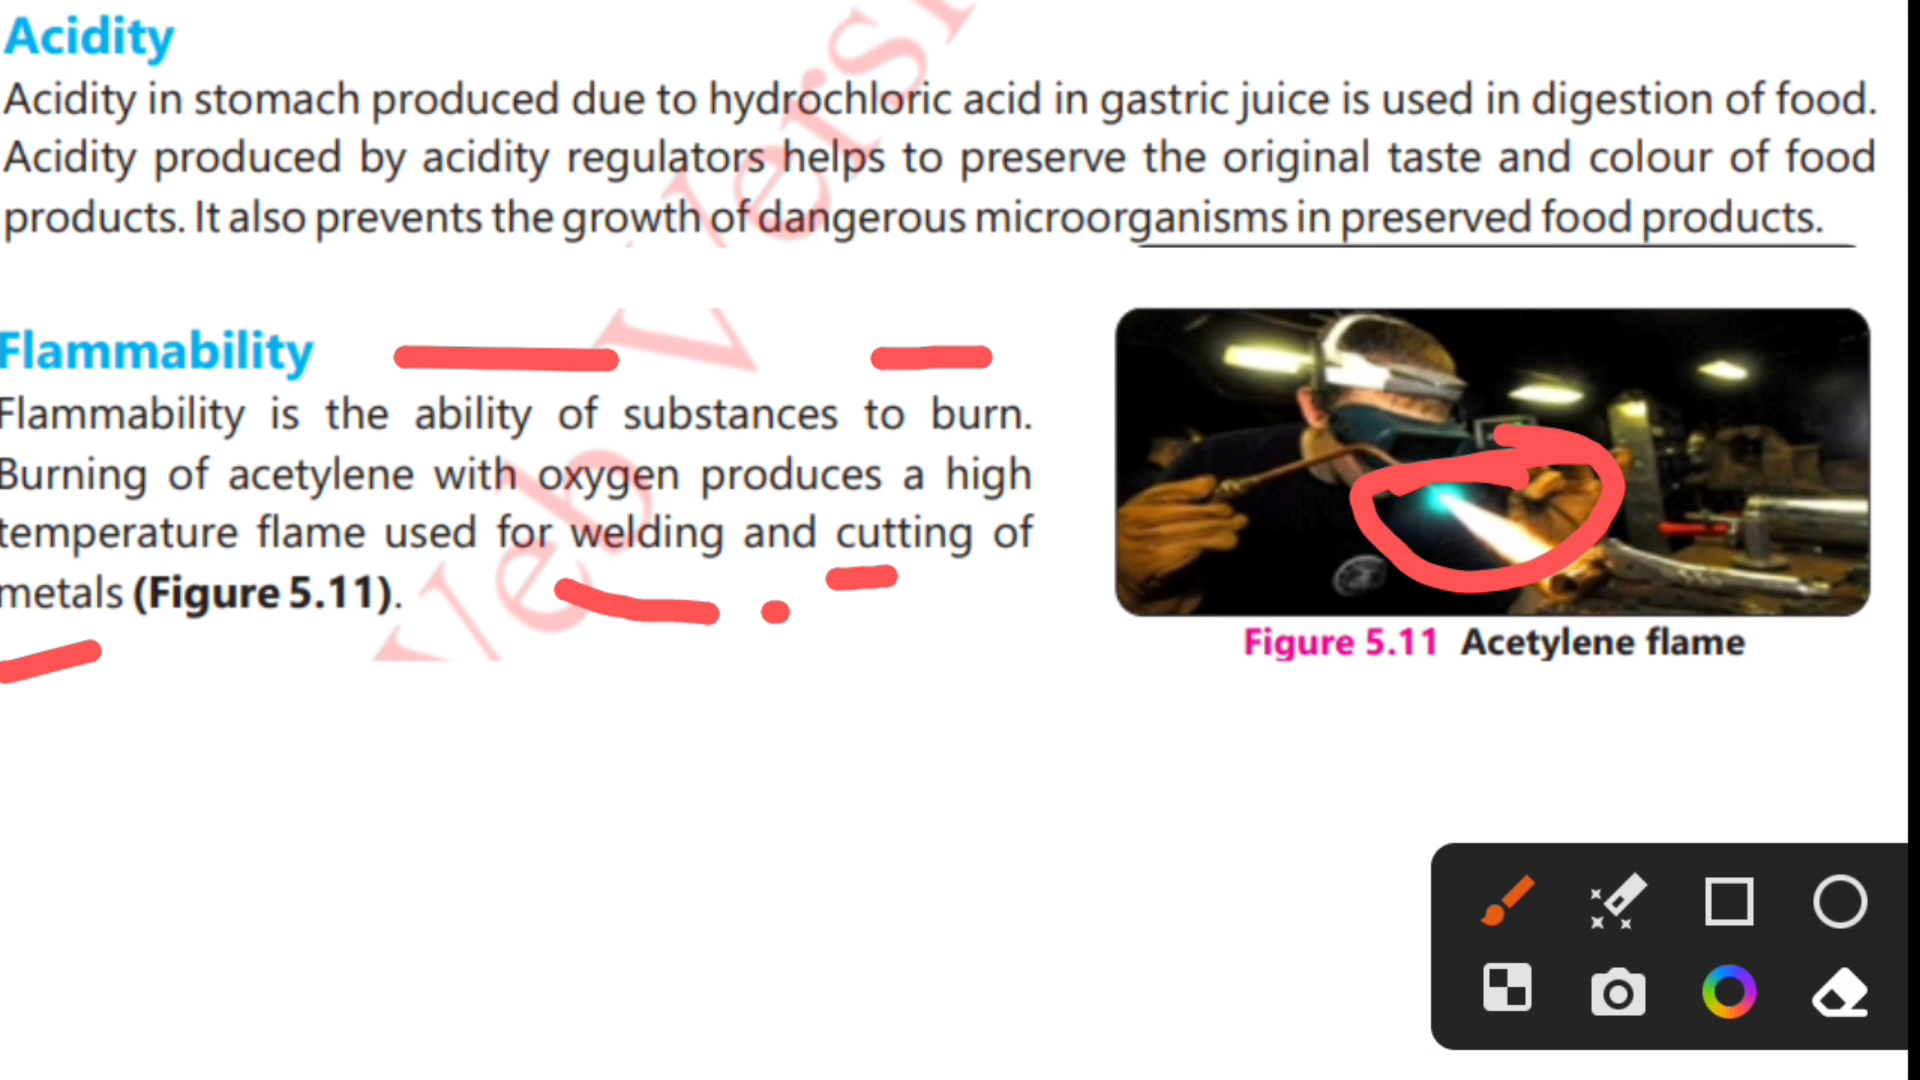 Acidity
Acidity in stomach produced due to hydrochloric acid in gastric juice is used in digestion of food.
Acidity produced by acidity regulators helps to preserve the original taste and colour of food
products. It also prevents the growth of dangerous microorganisms in preserved food products.
Flammability
Flammability is the ability of substances to burn.
Burning of acetylene with oxygen produces a high
temperature flame used for welding and cutting of
metals (Figure 5.11).
Figure 5.11 Acetylene flame
Web Vers